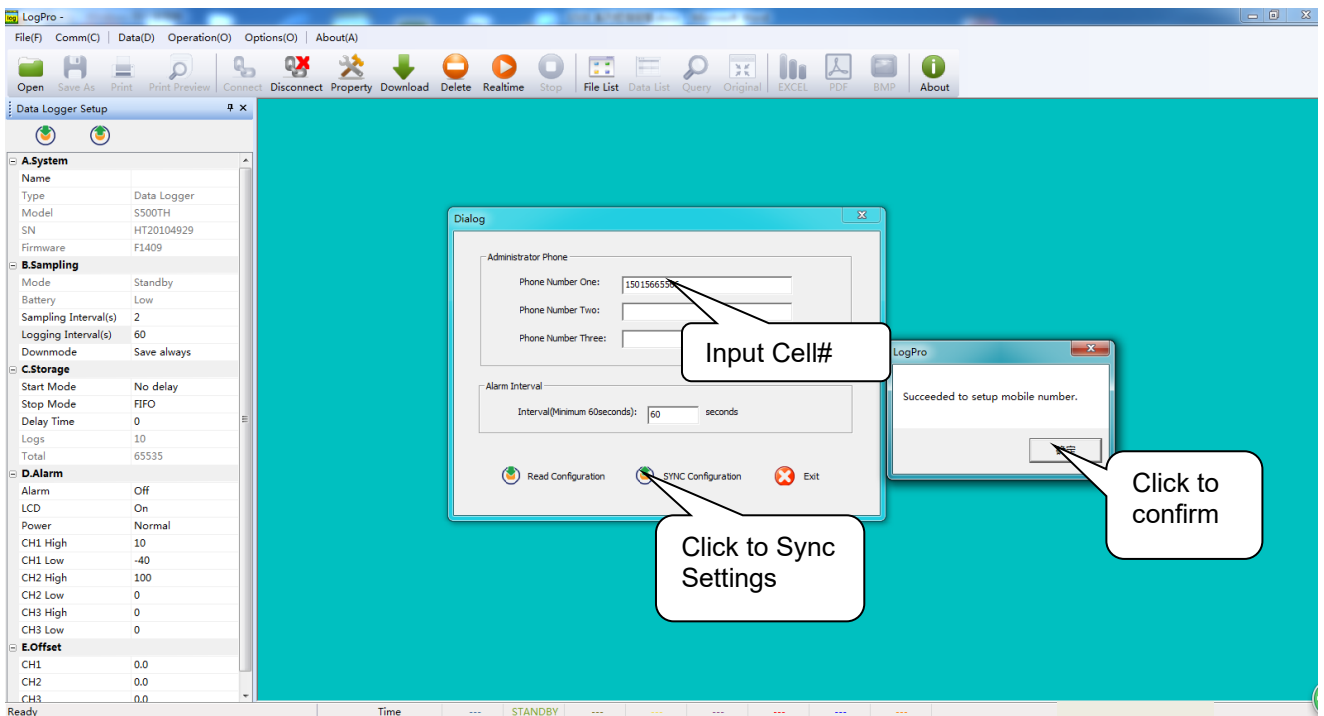 LogPro -
File(F) Comm(C) Data(D) Operation(O) Options(O) About(A)
Open Save As Print Print Preview Connect Disconnect Property Download Delete Realtime Stop File List Data List Query Original EXCEL PDF BMP About
Data Logger Setup
A.System
Name
Type Data Logger
Model S500TH
SN HT20104929
Firmware F1409
B.Sampling
Mode Standby
Battery Low
Sampling Interval(s) 2
Logging Interval(s) 60
Downmode Save always
C.Storage
Start Mode No delay
Stop Mode FIFO
Delay Time 0
Logs 10
Total 65535
D.Alarm
Alarm Off
LCD On
Power Normal
CH1 High 10
CH1 Low -40
CH2 High 100
CH2 Low 0
CH3 High 0
CH3 Low 0
E.Offset
CH1 0.0
CH2 0.0
CH3 0.0
Dialog
Administrator Phone
Phone Number One:
Phone Number Two:
Phone Number Three:
Input Cell#
Alarm Interval
Interval(Minimum 60seconds): 60 seconds
Read Configuration SYNC Configuration Exit
Click to Sync
Settings
LogPro
Succeeded to setup mobile number.
Click to
confirm
Ready Time --- STANDBY --- --- --- --- --- ---